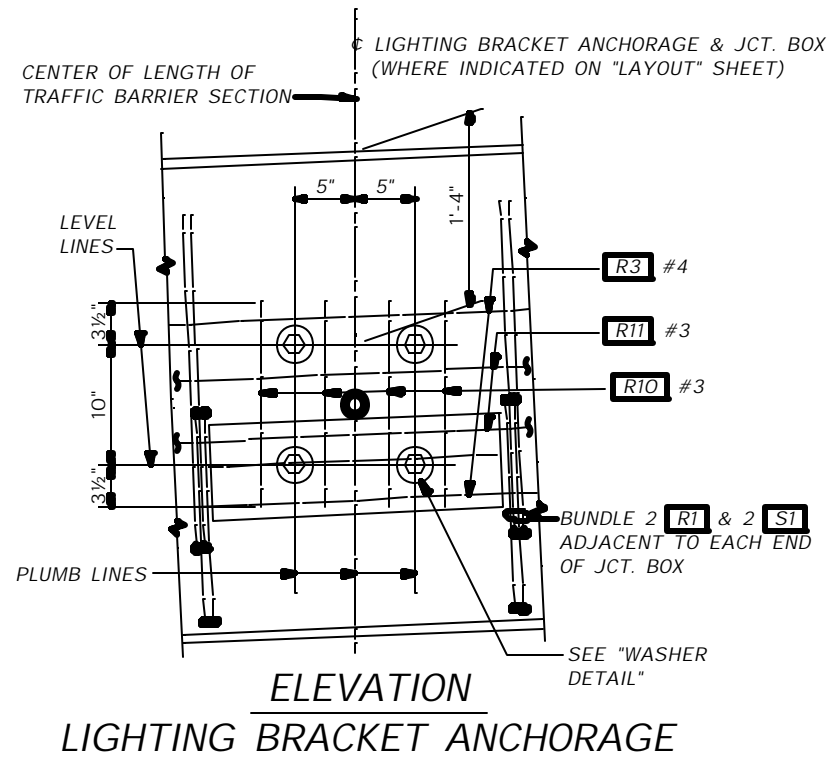 ℄ LIGHTING BRACKET ANCHORAGE & JCT. BOX
(WHERE INDICATED ON "LAYOUT" SHEET)
CENTER OF LENGTH OF
TRAFFIC BARRIER SECTION
5" 5"
1'-4"
LEVEL
LINES
R3 #4
3½"
R11 #3
R10 #3
10"
3½"
BUNDLE 2 R1 & 2 S1
ADJACENT TO EACH END
OF JCT. BOX
PLUMB LINES
SEE "WASHER
DETAIL"
ELEVATION
LIGHTING BRACKET ANCHORAGE